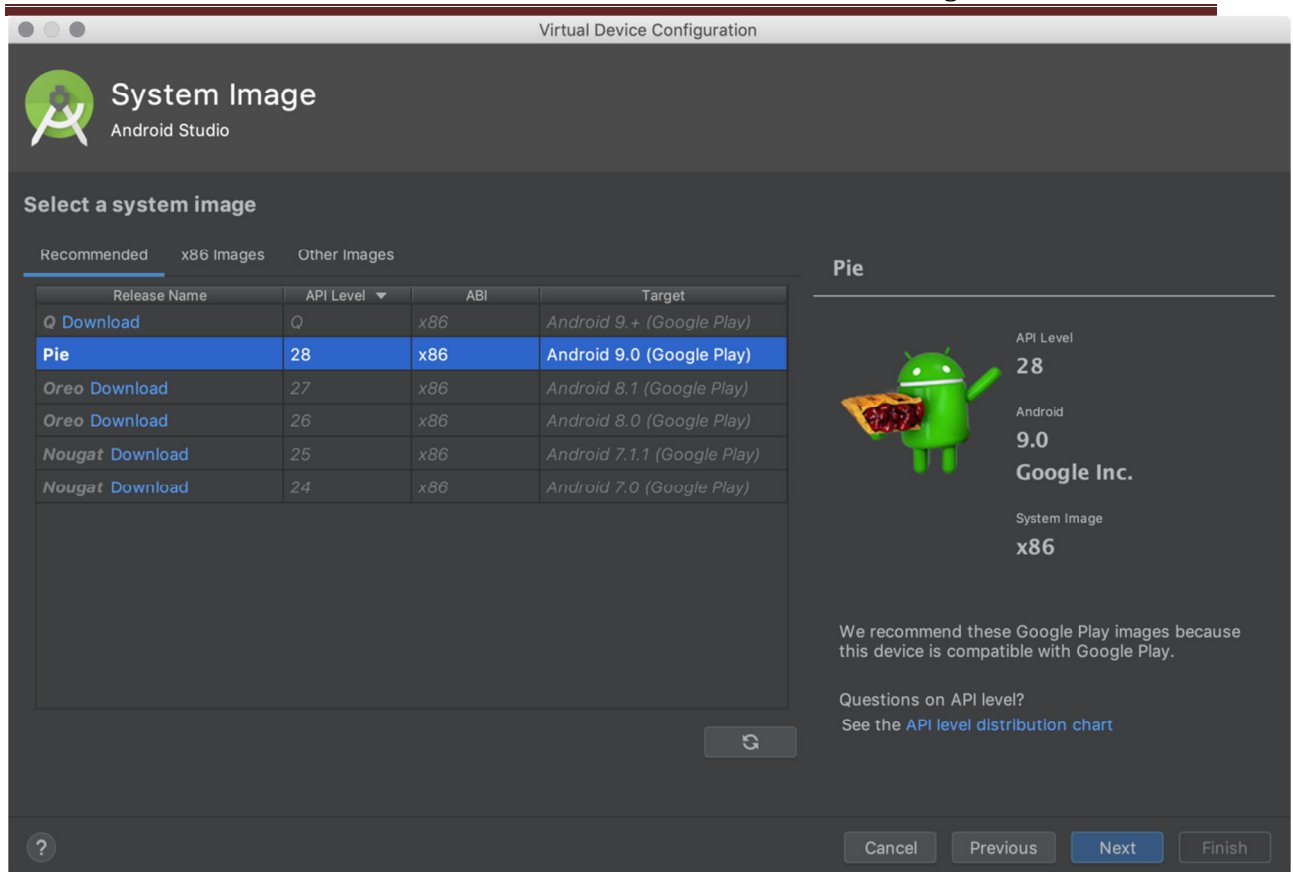 Virtual Device Configuration
System Image
Android Studio
Select a system image
Recommended x86 Images Other Images
Release Name API Level ABI Target
Q Download Q x86 Android 9.+ (Google Play)
Pie 28 x86 Android 9.0 (Google Play)
Oreo Download 27 x86 Android 8.1 (Google Play)
Oreo Download 26 x86 Android 8.0 (Google Play)
Nougat Download 25 x86 Android 7.1.1 (Google Play)
Nougat Download 24 x86 Android 7.0 (Google Play)
Pie
API Level
28
Android
9.0
Google Inc.
System Image
x86
We recommend these Google Play images because
this device is compatible with Google Play.
Questions on API level?
See the API level distribution chart
?
Cancel Previous Next Finish